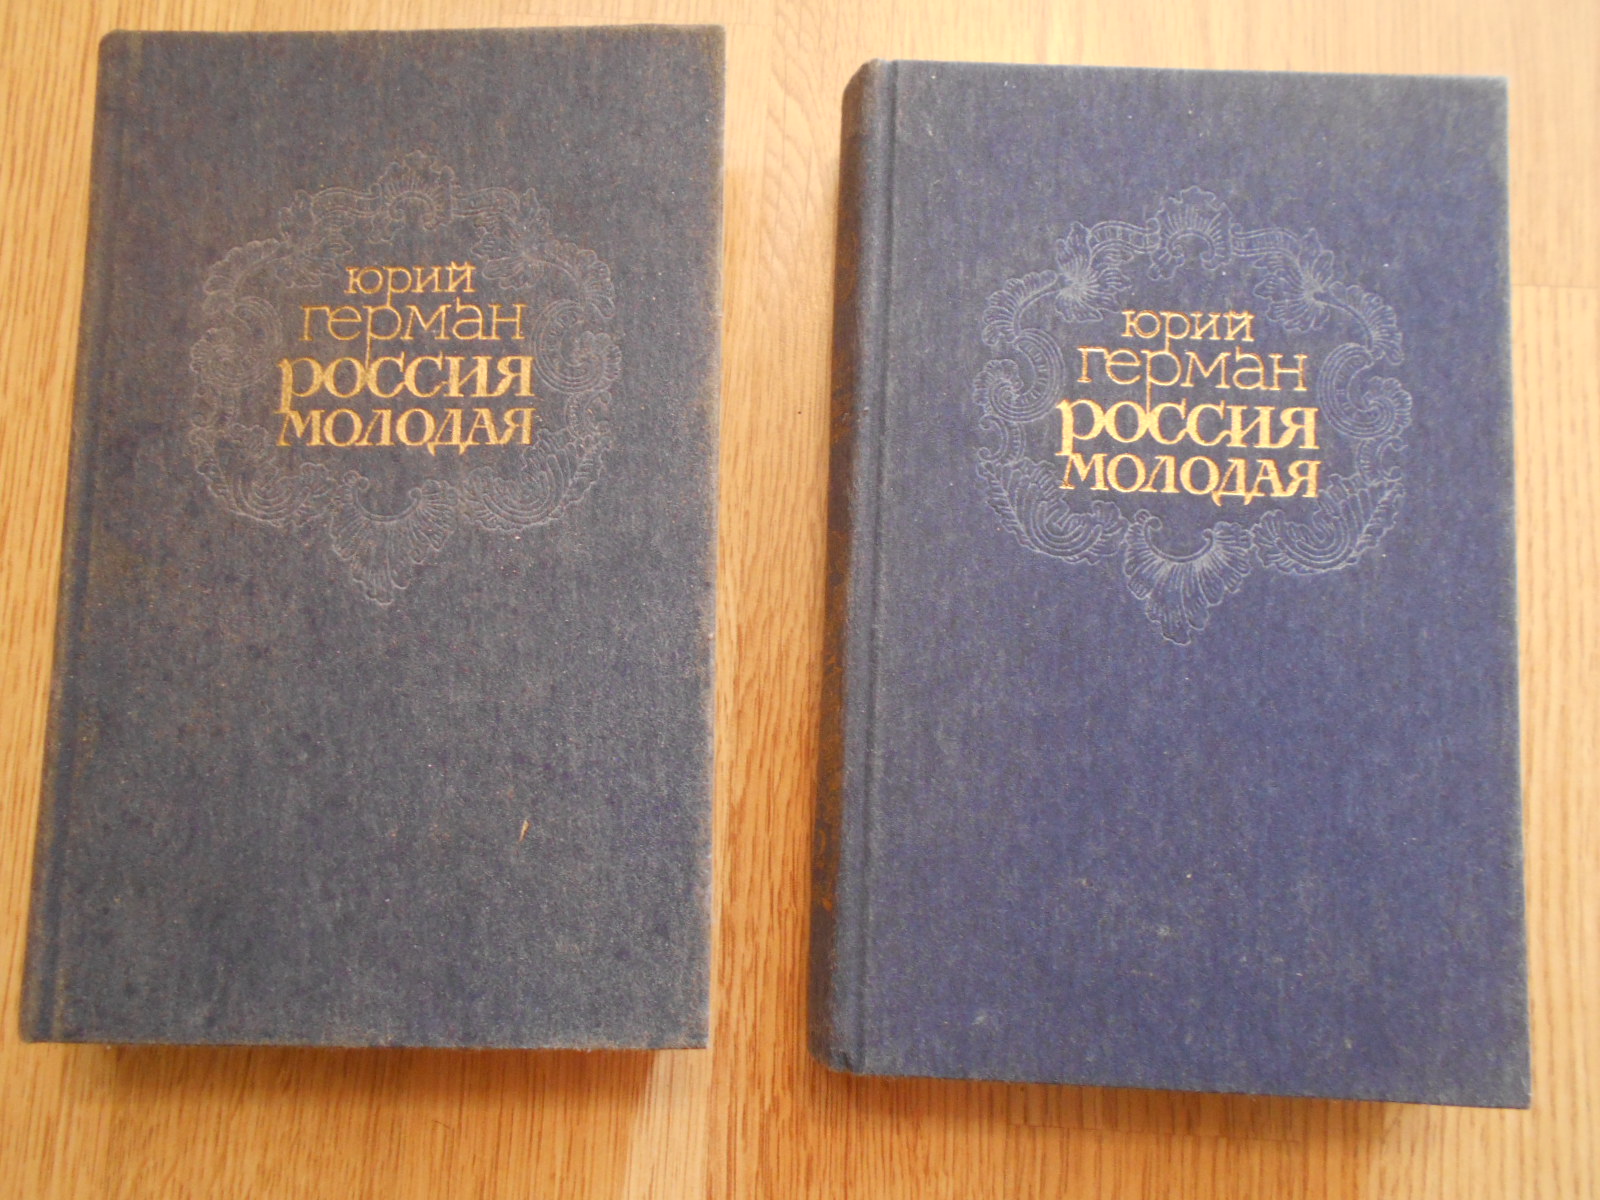 Юрий
Герман
Россия
молодая
Юрий
Герман
Россия
молодая